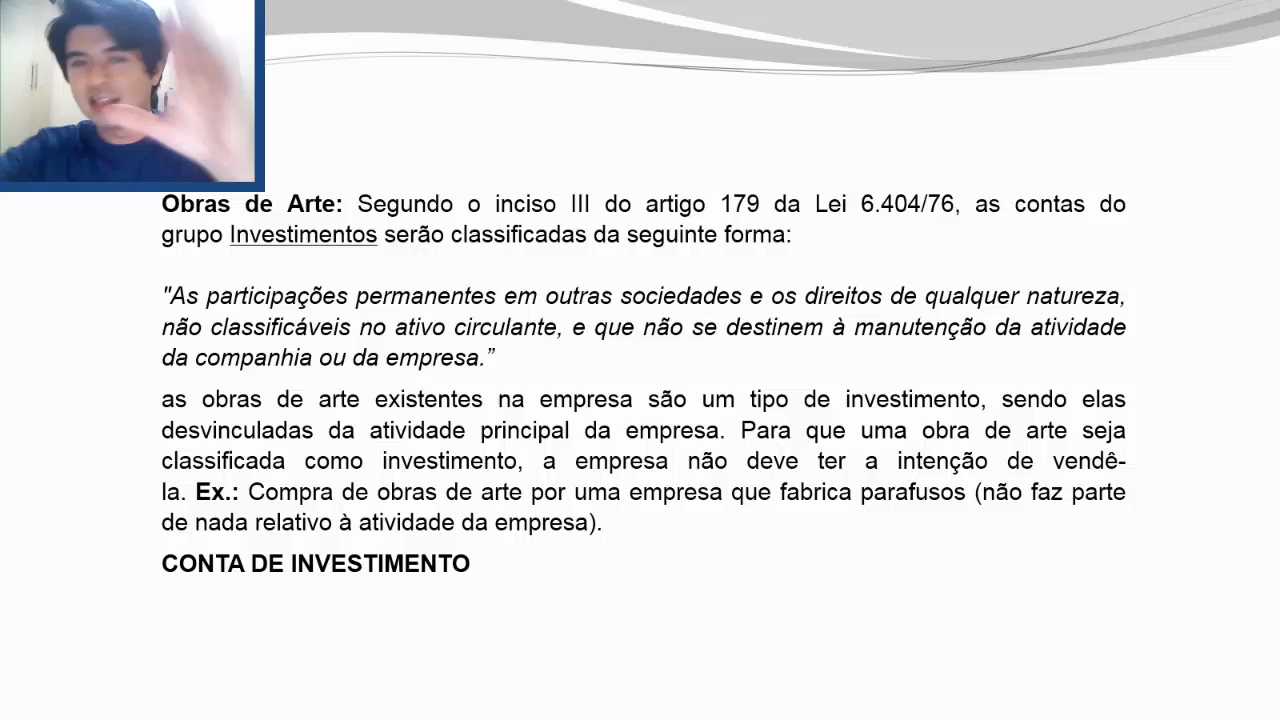 Obras de Arte: Segundo o inciso III do artigo 179 da Lei 6.404/76, as contas do
grupo Investimentos serão classificadas da seguinte forma:
"As participações permanentes em outras sociedades e os direitos de qualquer natureza,
não classificáveis no ativo circulante, e que não se destinem à manutenção da atividade
da companhia ou da empresa.”
as obras de arte existentes na empresa são um tipo de investimento, sendo elas
desvinculadas da atividade principal da empresa. Para que uma obra de arte seja
classificada como investimento, a empresa não deve ter a intenção de vendê-
la. Ex.: Compra de obras de arte por uma empresa que fabrica parafusos (não faz parte
de nada relativo à atividade da empresa).
CONTA DE INVESTIMENTO